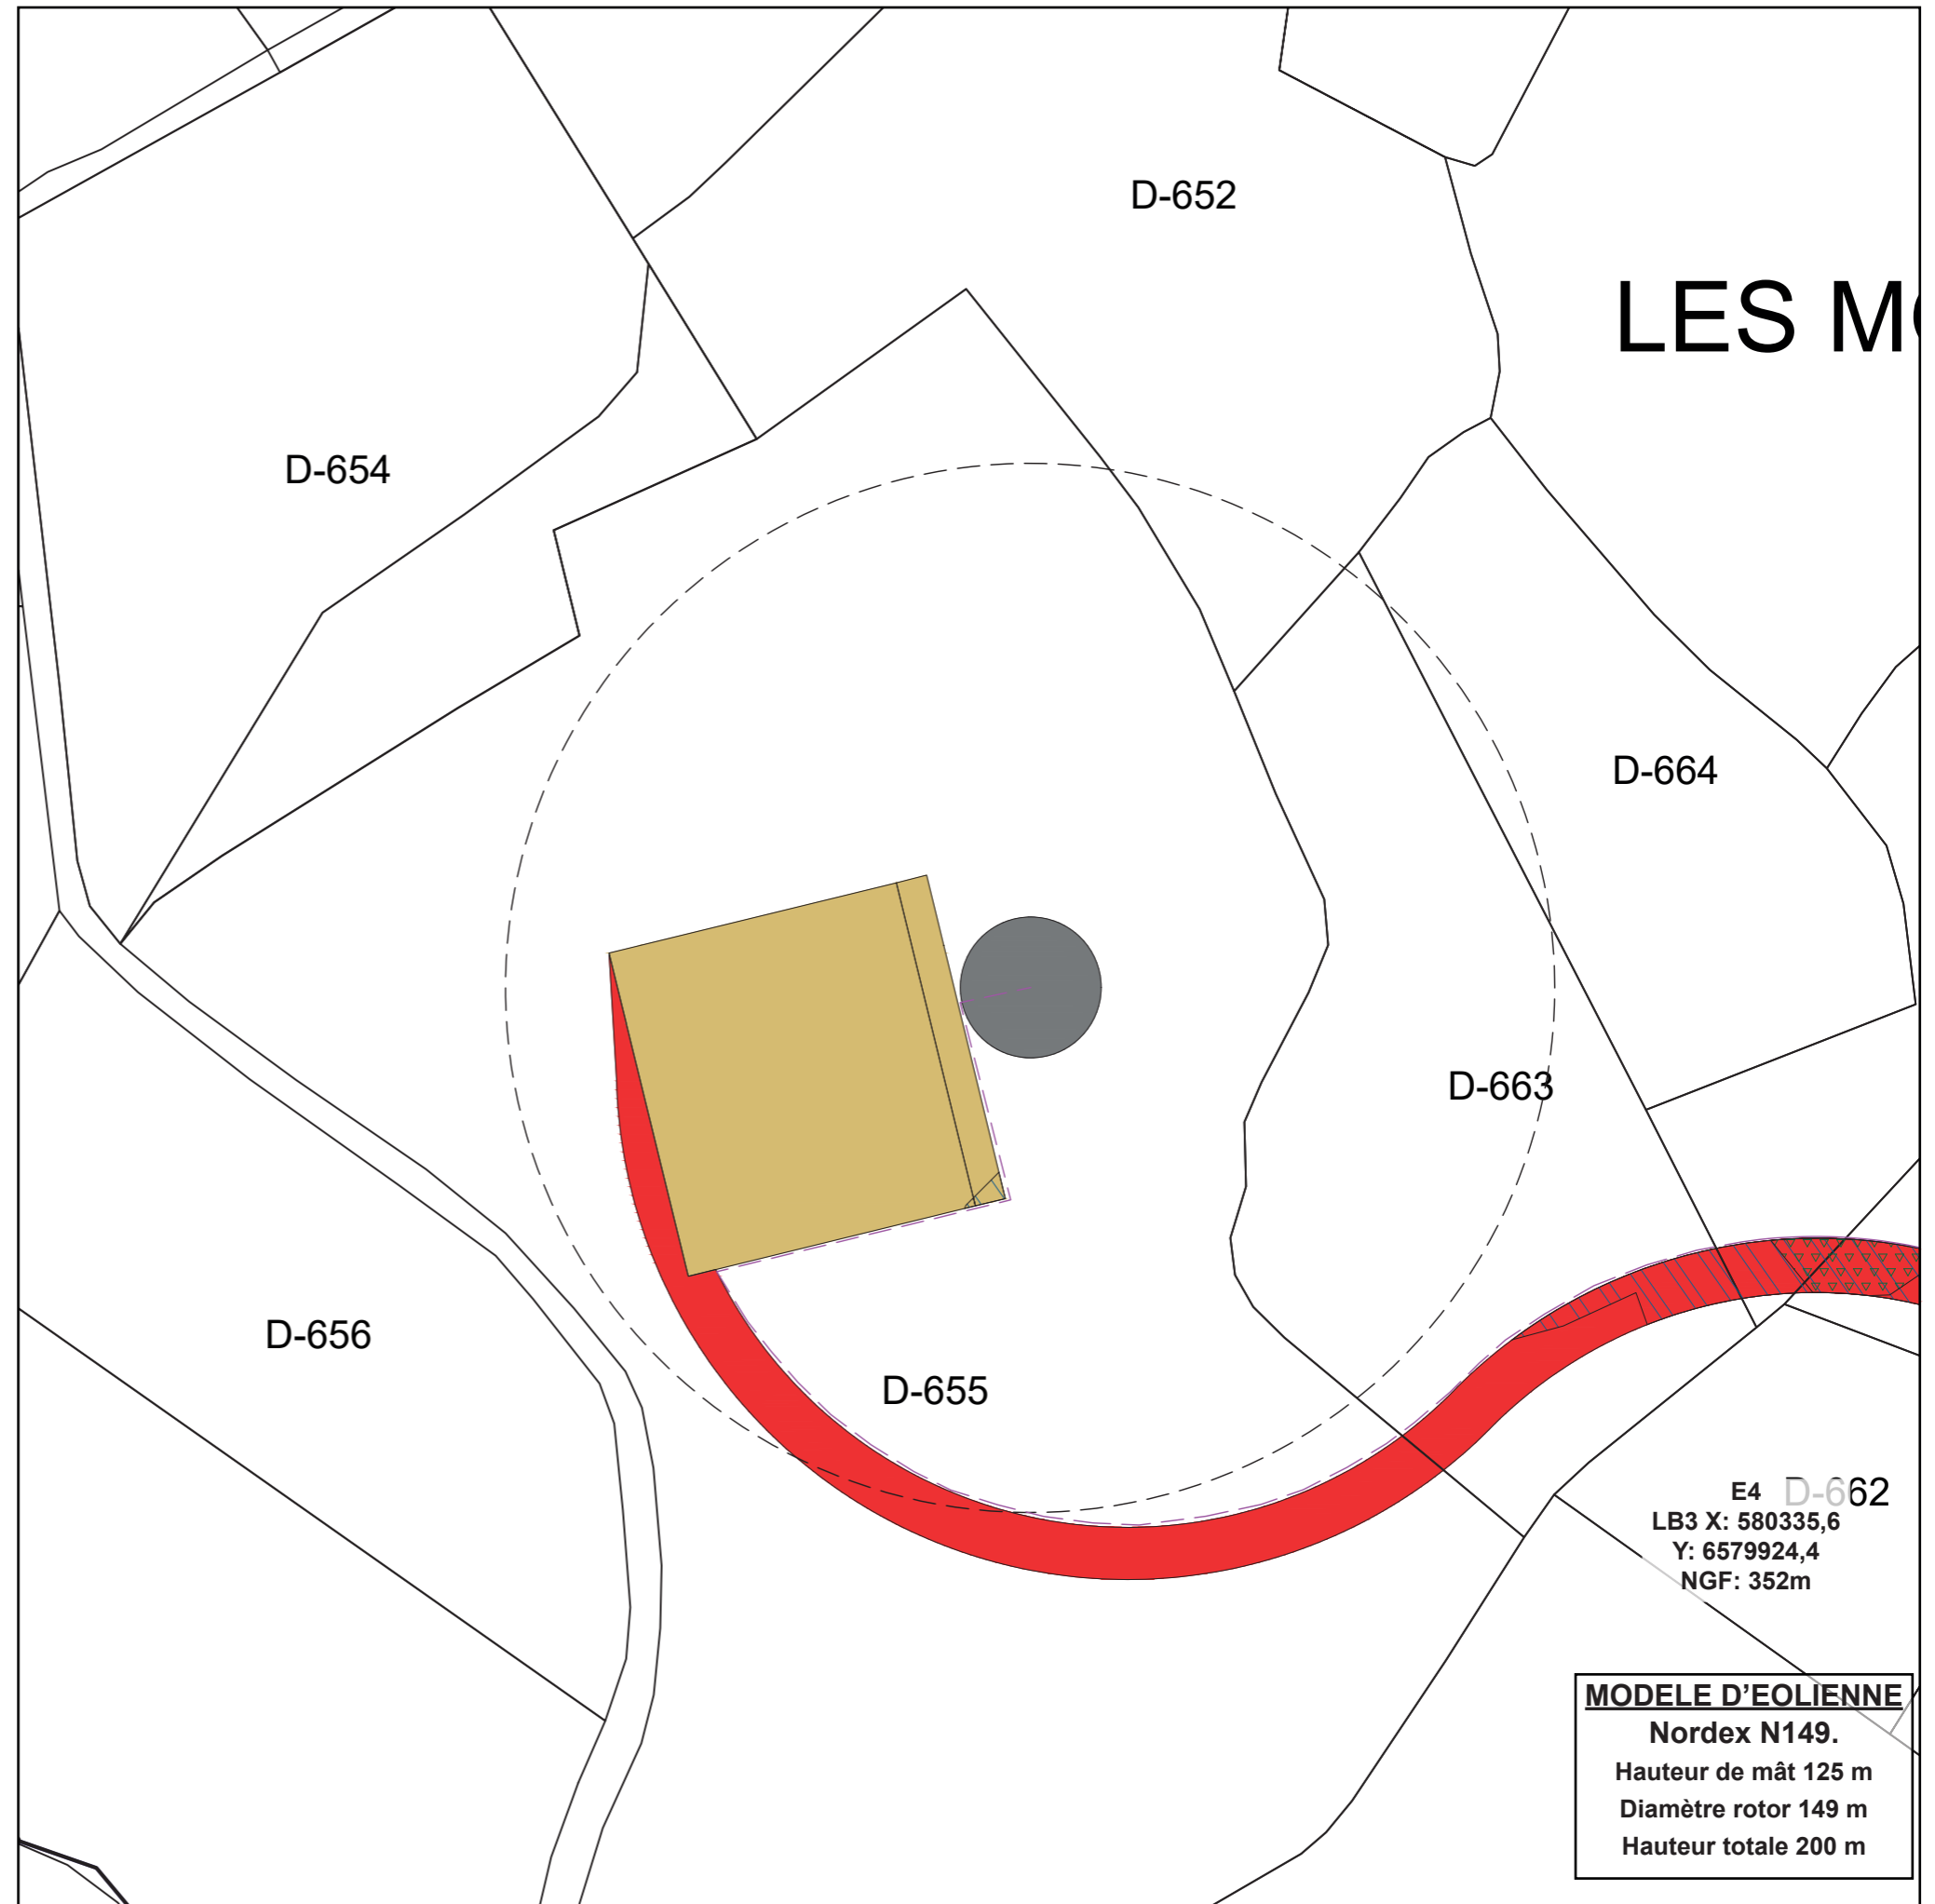 D-652
LES M
D-654
D-664
D-663
D-656
D-655
E4
D-662
LB3 X: 580335,6
Y: 6579924,4
NGF: 352m
MODELE D'EOLIENNE
Nordex N149.
Hauteur de mât 125 m
Diamètre rotor 149 m
Hauteur totale 200 m